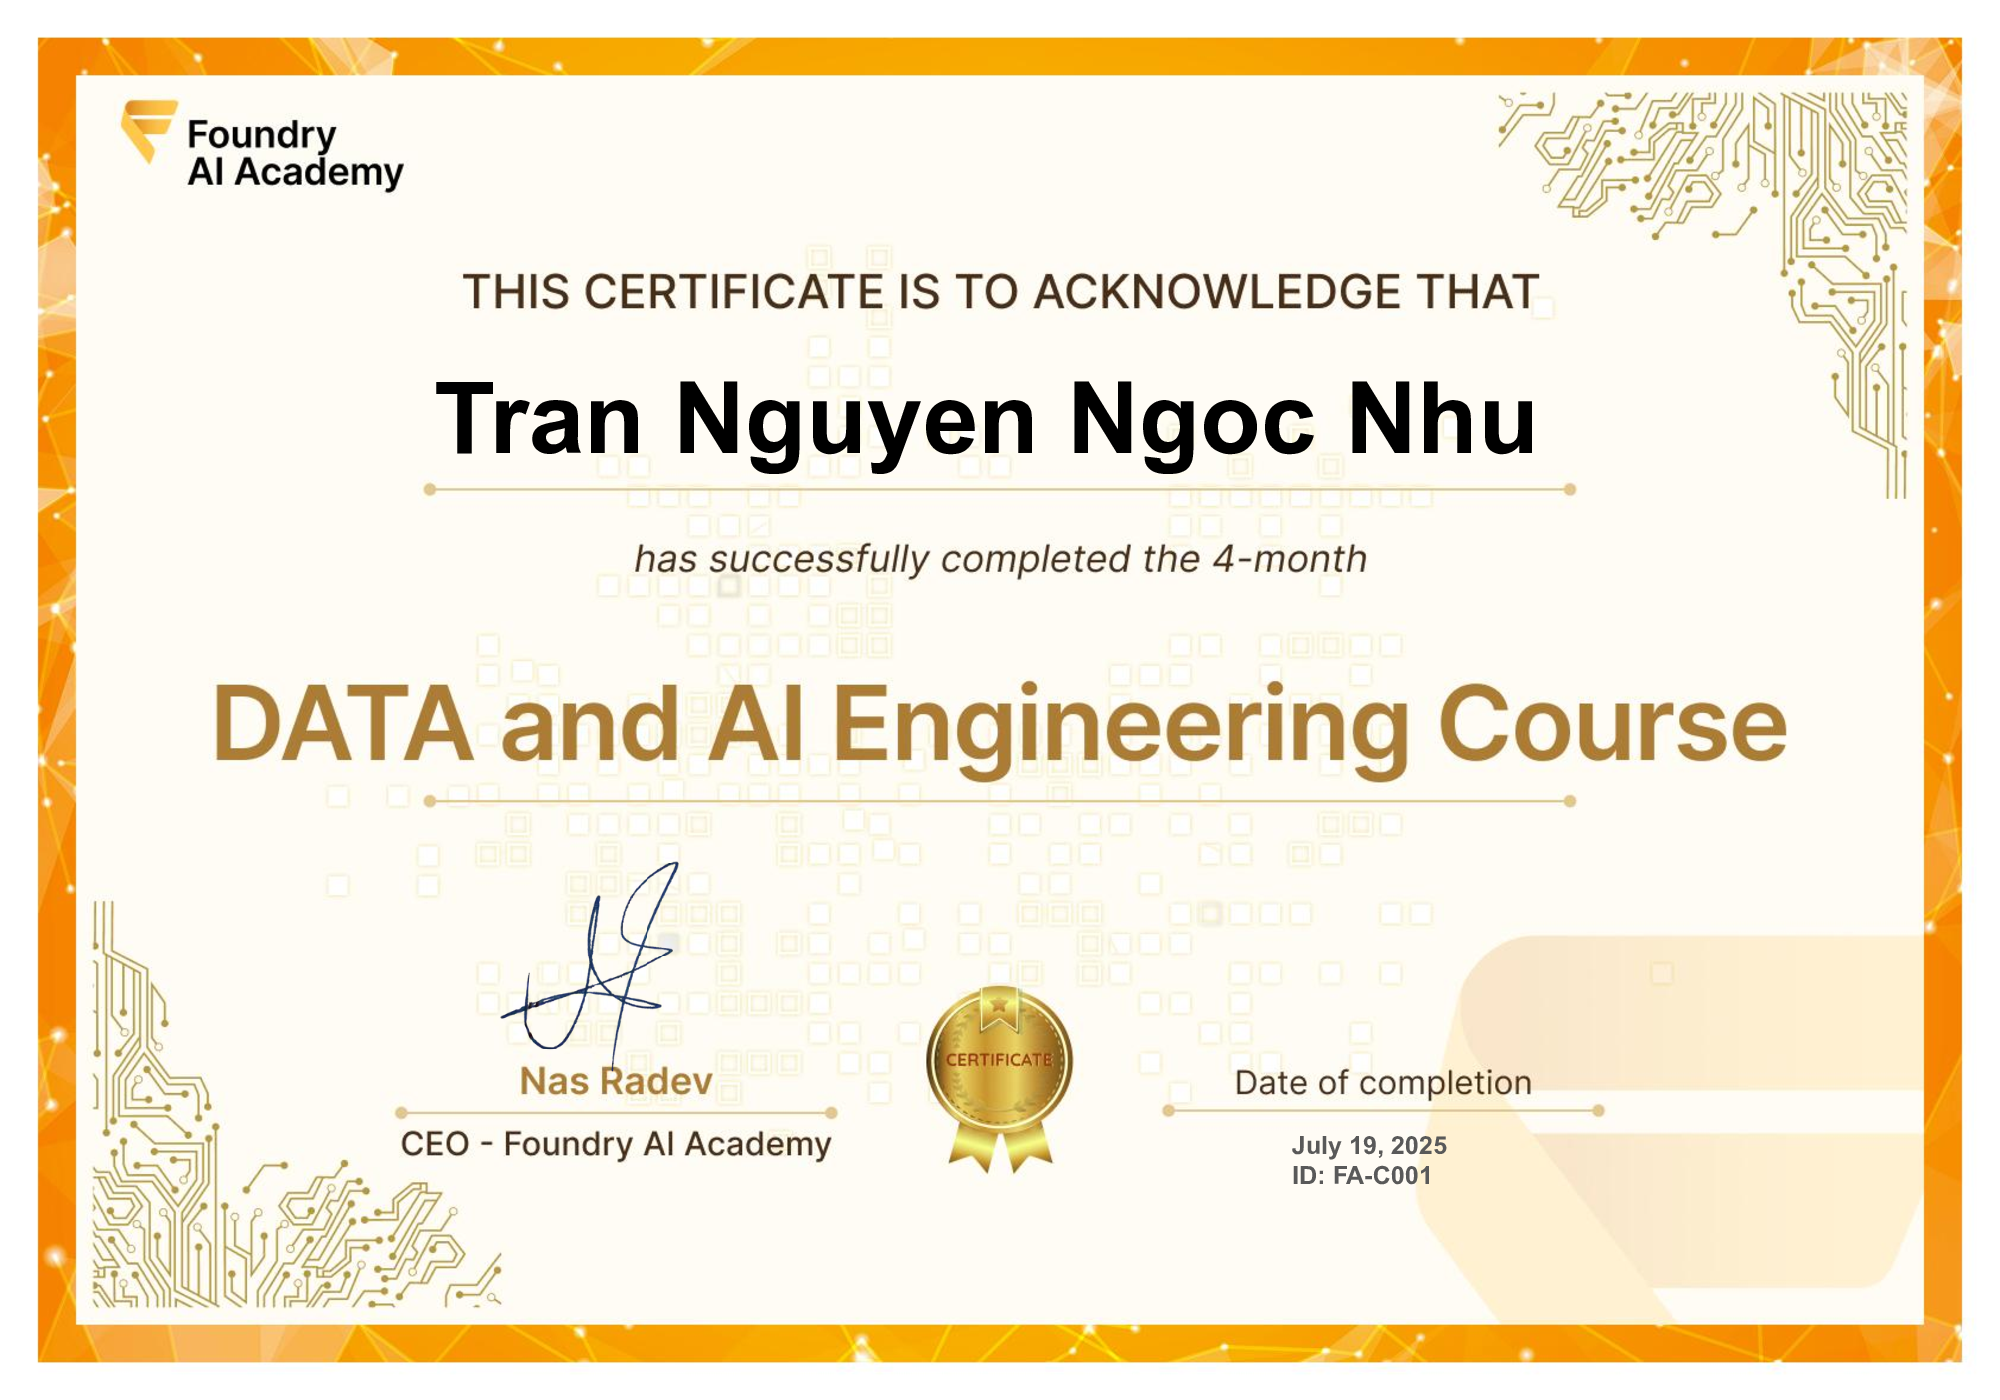 Foundry
AI Academy
THIS CERTIFICATE IS TO ACKNOWLEDGE THAT
Tran Nguyen Ngoc Nhu
has successfully completed the 4-month
DATA and AI Engineering Course
Nas Radev
CEO - Foundry AI Academy
CERTIFICATE
Date of completion
July 19, 2025
ID: FA-C001